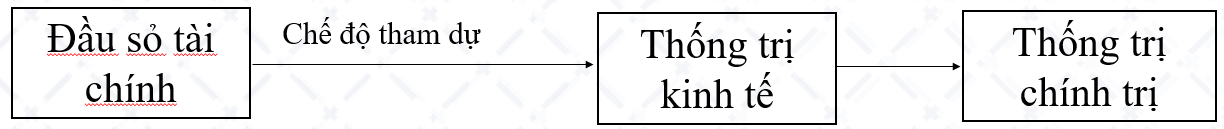 Đầu sỏ tài
chính
Chế độ tham dự
Thống trị
kinh tế
Thống trị
chính trị